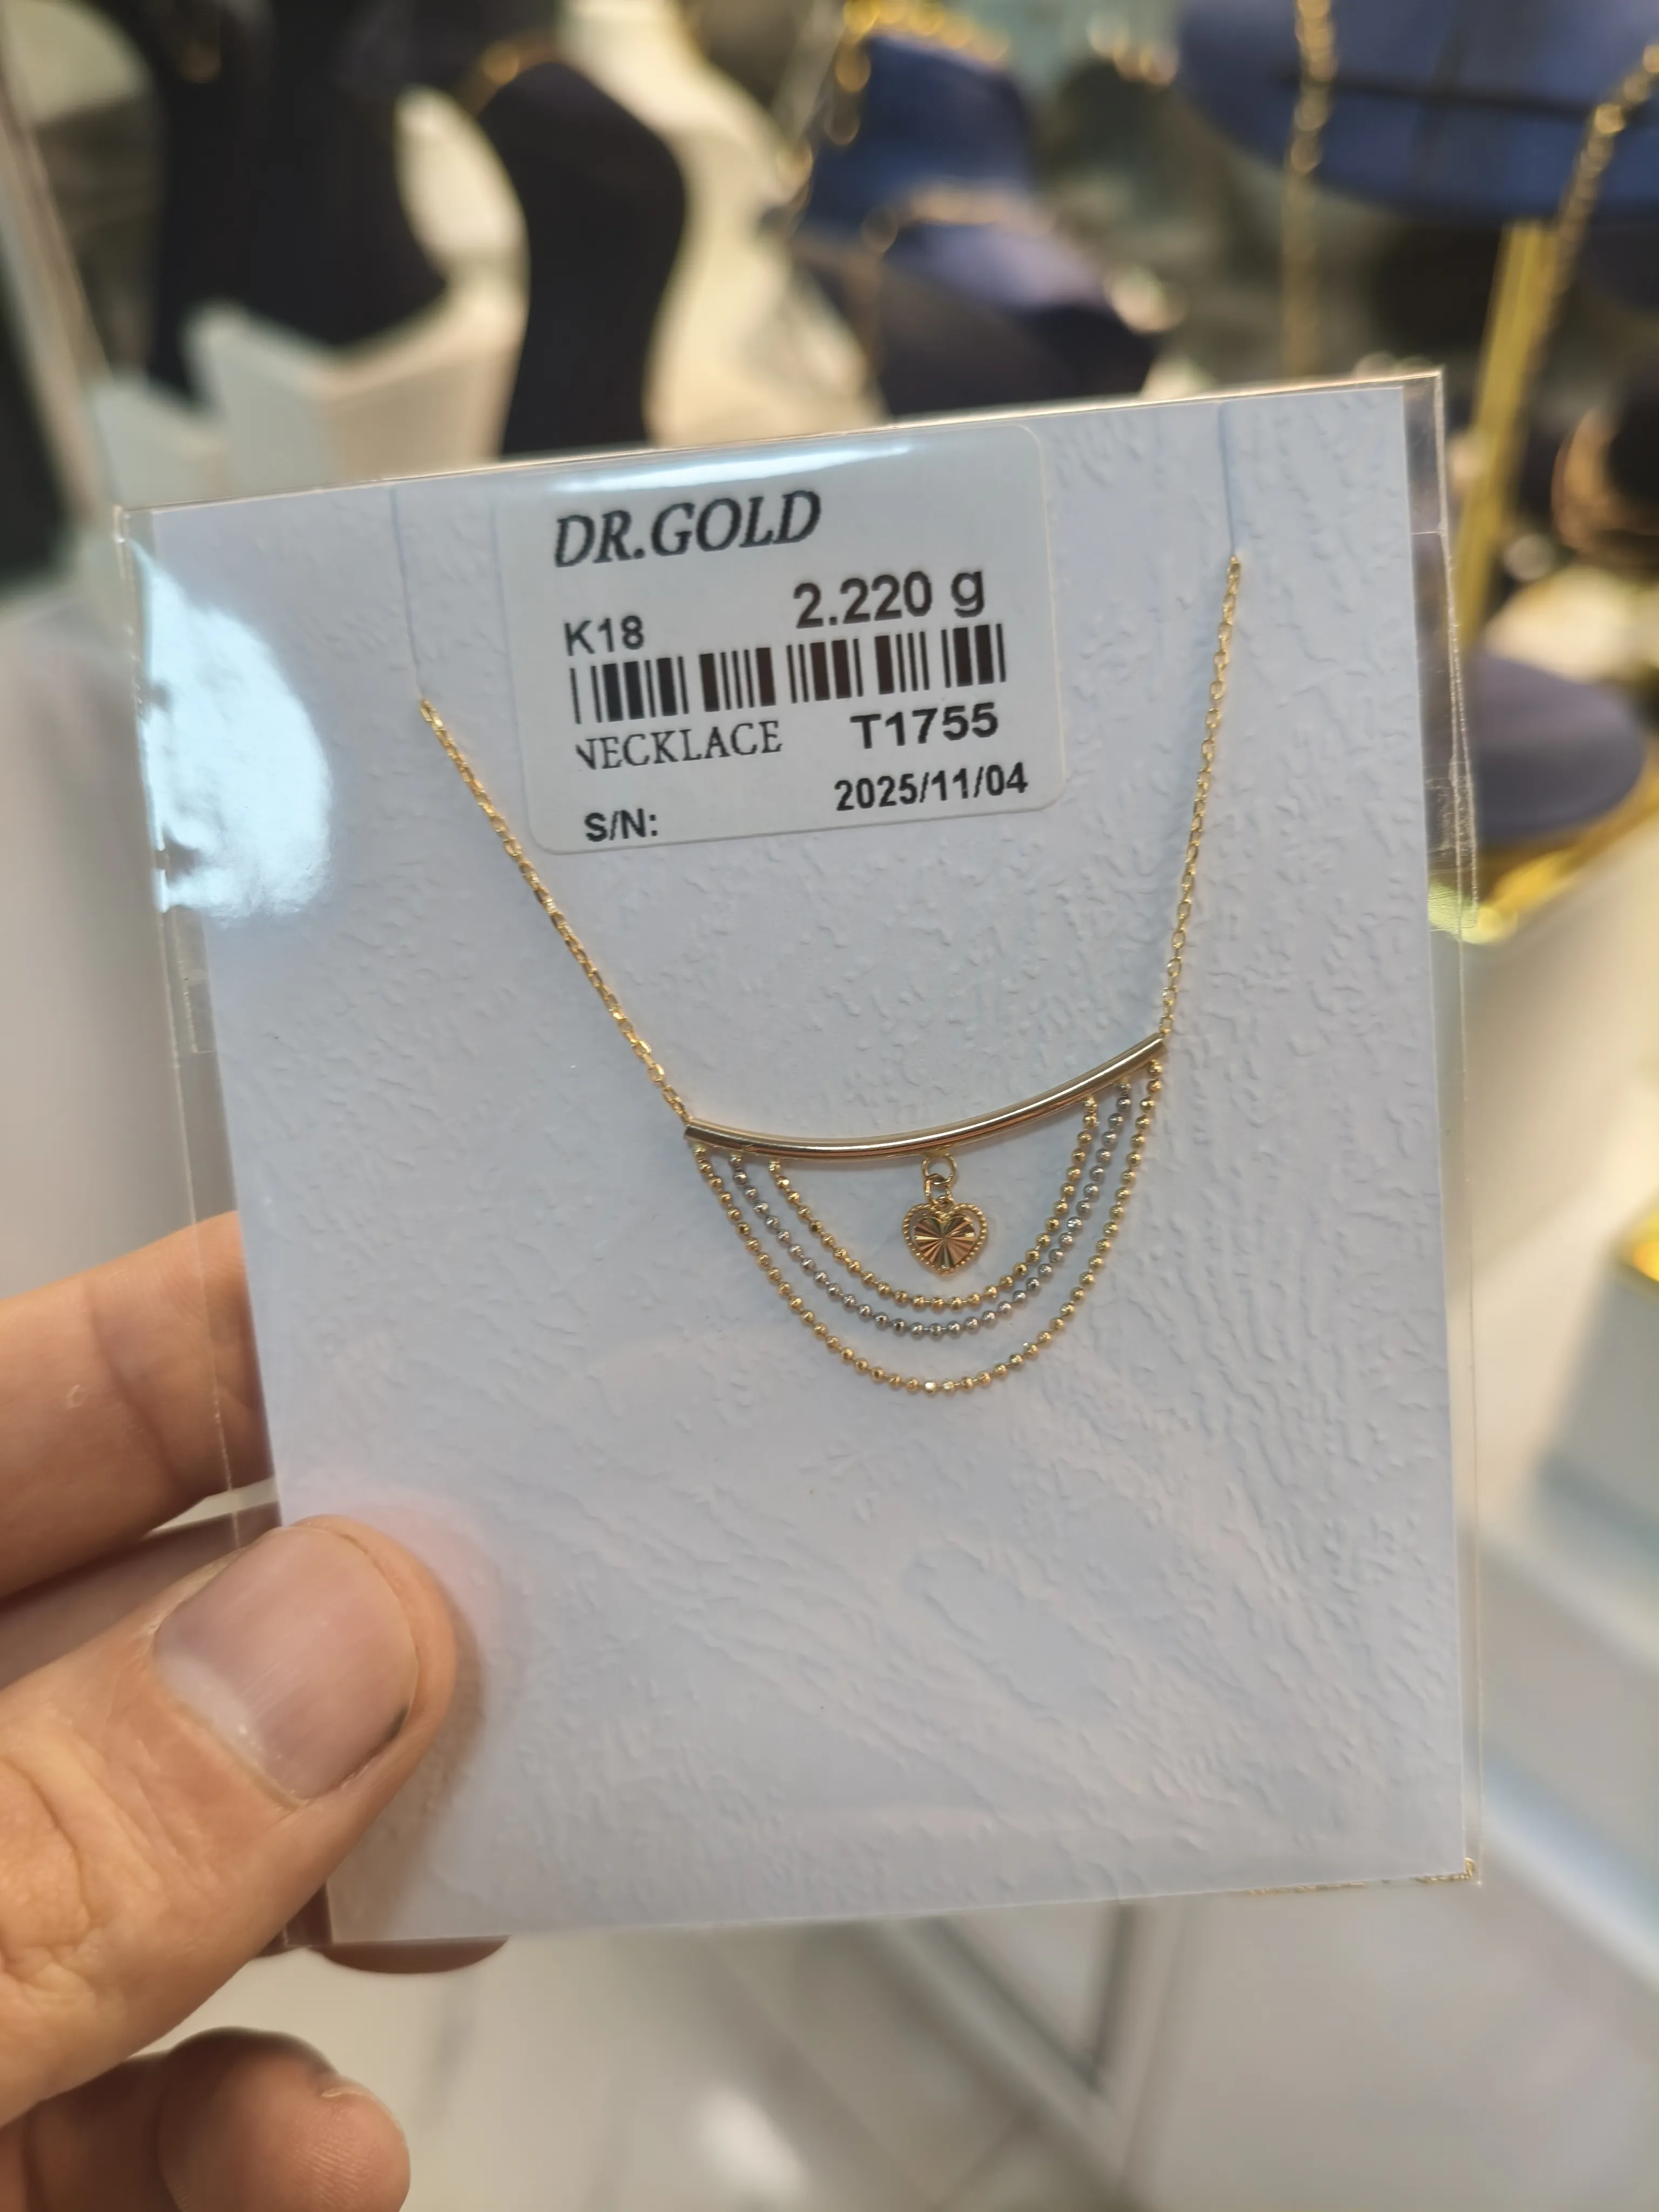 DR.GOLD
K18 2.220 g
NECKLACE T1755
2025/11/04
S/N: